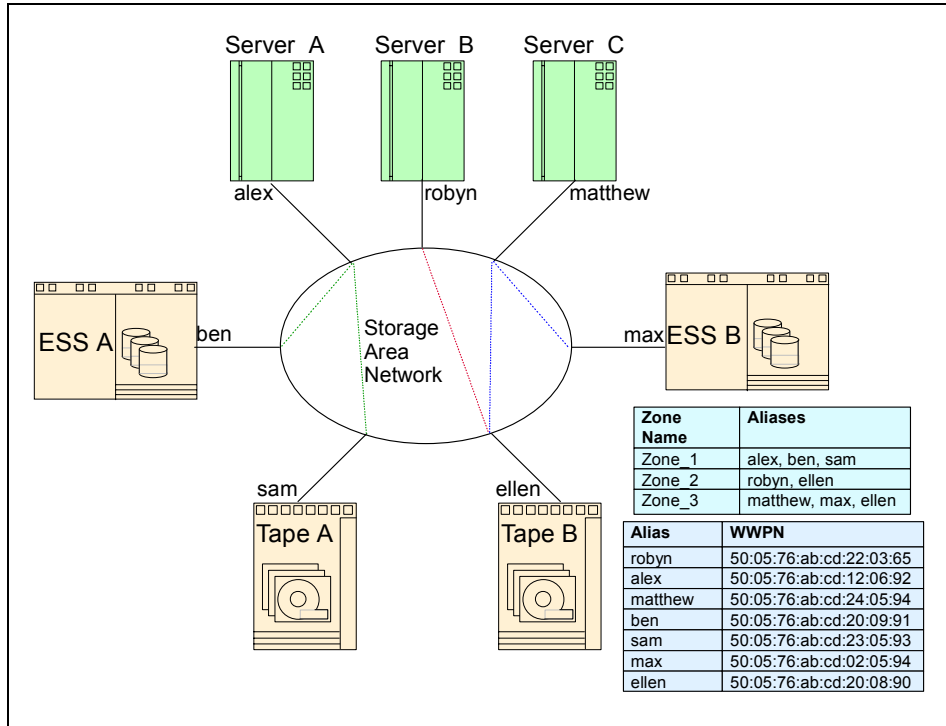 Server A
Server B
Server C
alex
robyn
matthew
ESS A
ben
Storage
Area
Network
max
ESS B
sam
ellen
Tape A
Tape B
Zone Name Aliases
Zone_1 alex, ben, sam
Zone_2 robyn, ellen
Zone_3 matthew, max, ellen
Alias WWPN
robyn 50:05:76:ab:cd:22:03:65
alex 50:05:76:ab:cd:12:06:92
matthew 50:05:76:ab:cd:24:05:94
ben 50:05:76:ab:cd:20:09:91
sam 50:05:76:ab:cd:23:05:93
max 50:05:76:ab:cd:02:05:94
ellen 50:05:76:ab:cd:20:08:90